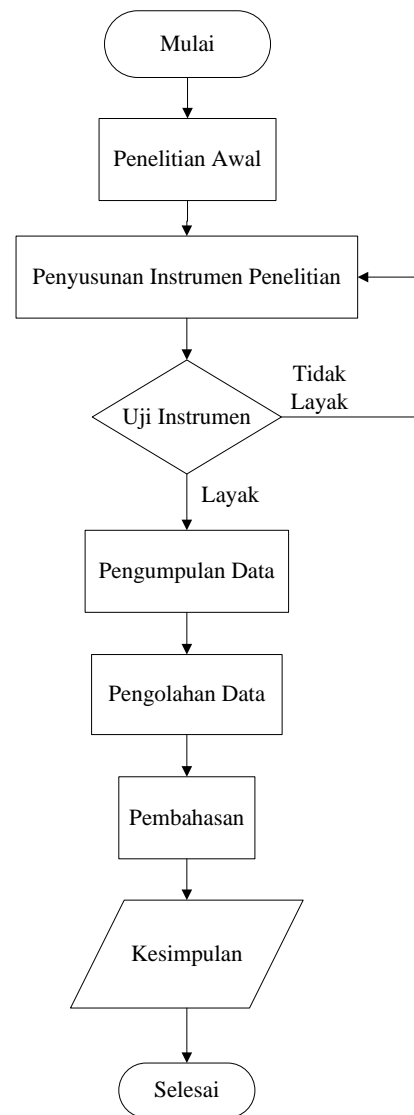 Mulai
Penelitian Awal
Penyusunan Instrumen Penelitian
Uji Instrumen
Tidak
Layak
Layak
Pengumpulan Data
Pengolahan Data
Pembahasan
Kesimpulan
Selesai